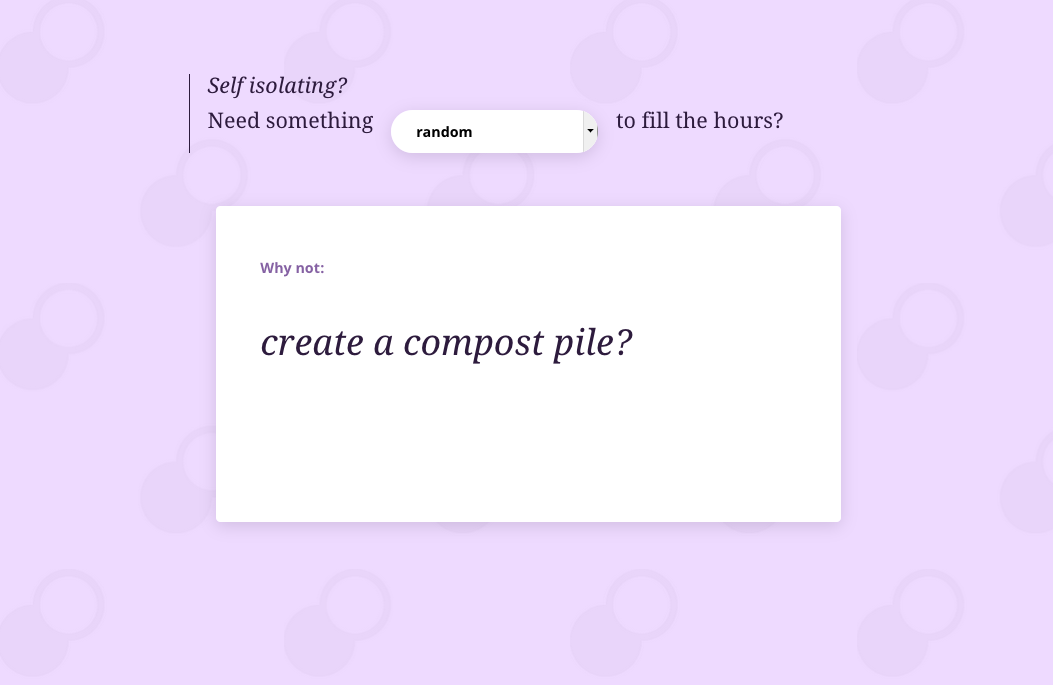 Self isolating?
Need something random to fill the hours?
Why not:
create a compost pile?